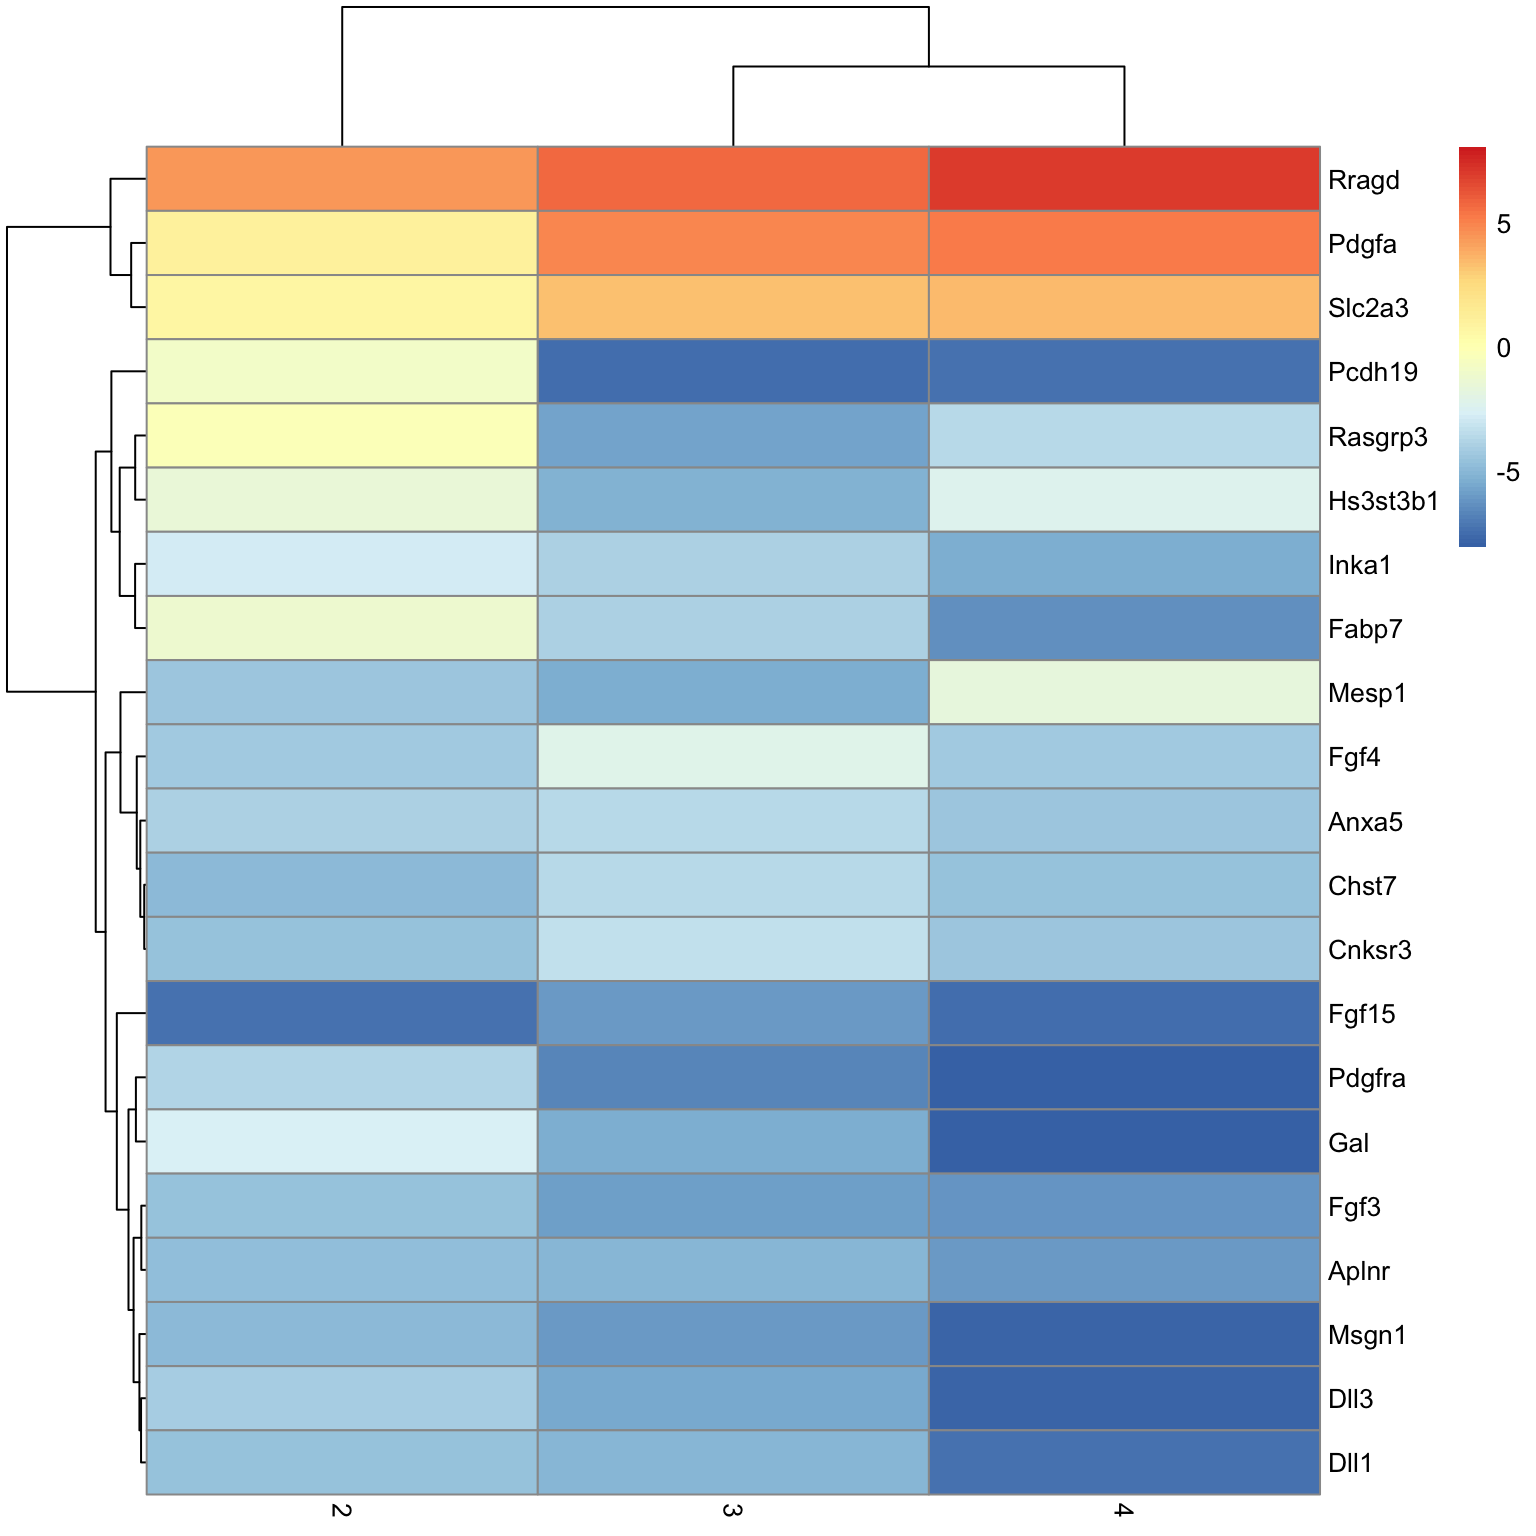 Rragd
Pdgfa
Slc2a3
Pcdh19
Rasgrp3
Hs3st3b1
Inka1
Fabp7
Mesp1
Fgf4
Anxa5
Chst7
Cnksr3
Fgf15
Pdgfra
Gal
Fgf3
Aplnr
Msgn1
Dll3
Dll1
5
0
-5
2
3
4